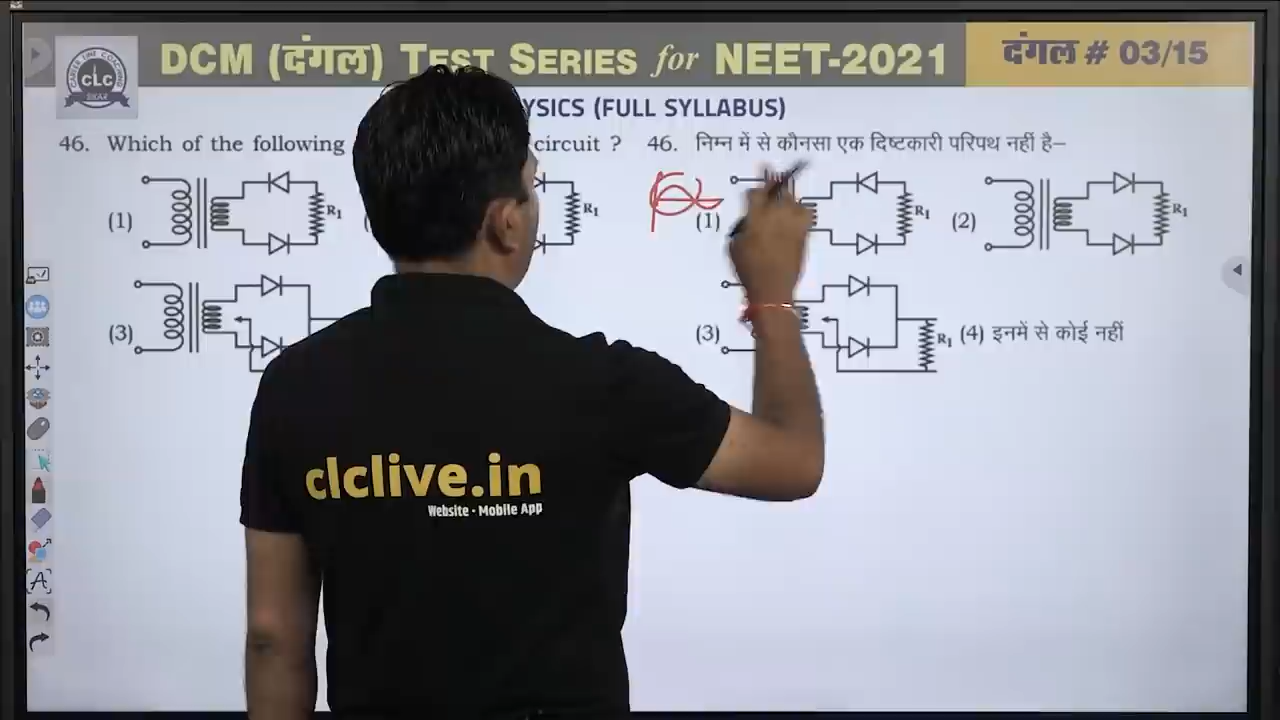 DCM (दंगल) TEST SERIES for NEET-2021
दंगल # 03/15
CLC
SIKAR
YSICS (FULL SYLLABUS)
46. Which of the following circuit ?
(1) R1
R1
(3)
46. निम्न में से कौनसा एक दिष्टकारी परिपथ नहीं है–
(1) R1
(2) R1
(3) R1
(4) इनमें से कोई नहीं
clclive.in
Website · Mobile App
[A]